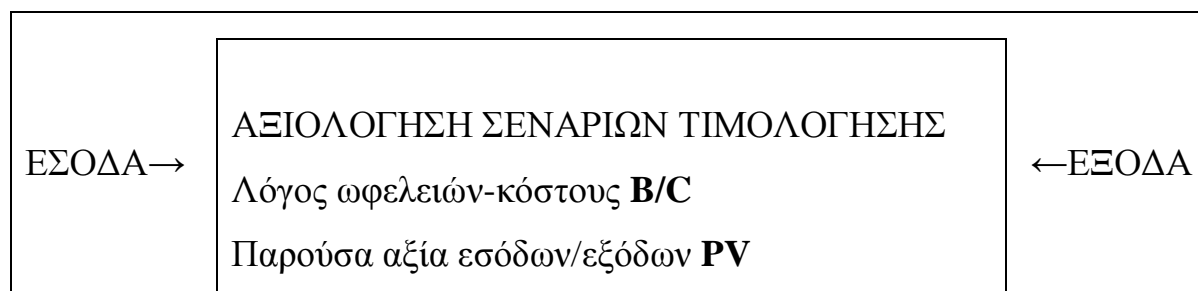 ΑΞΙΟΛΟΓΗΣΗ ΣΕΝΑΡΙΩΝ ΤΙΜΟΛΟΓΗΣΗΣ
ΕΣΟΔΑ→
←ΕΞΟΔΑ
Λόγος ωφελειών-κόστους B/C
Παρούσα αξία εσόδων/εξόδων PV